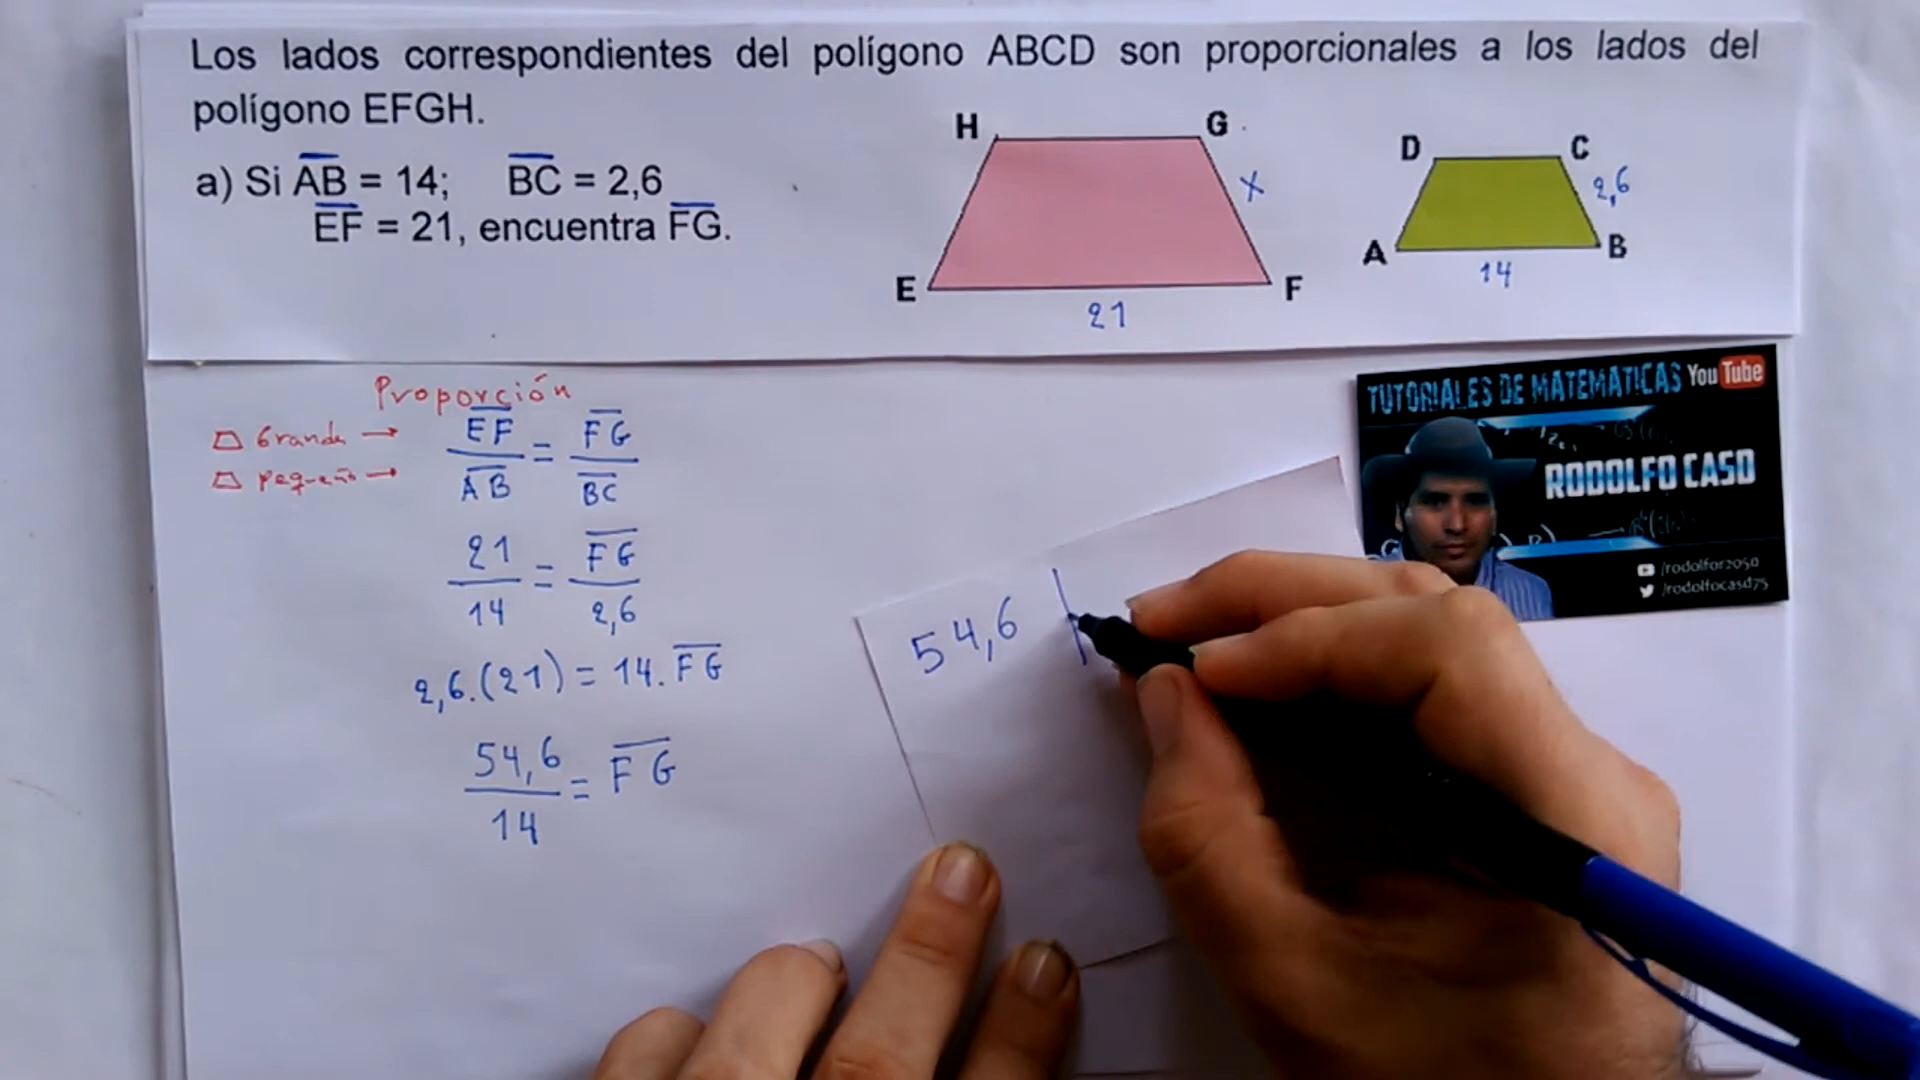 Los lados correspondientes del polígono ABCD son proporcionales a los lados del
polígono EFGH.
a) Si AB = 14; BC = 2,6
EF = 21, encuentra FG.
H G
X
E F
21
D C
2,6
A B
14
Proporción
Grande → EF/AB = FG/BC
pequeño →
21/14 = FG/2,6
2,6.(21) = 14.FG
54,6/14 = FG
54,6
TUTORIALES DE MATEMATICAS YouTube
RODOLFO CASO
/rodolfor2050
/rodolfocasd75